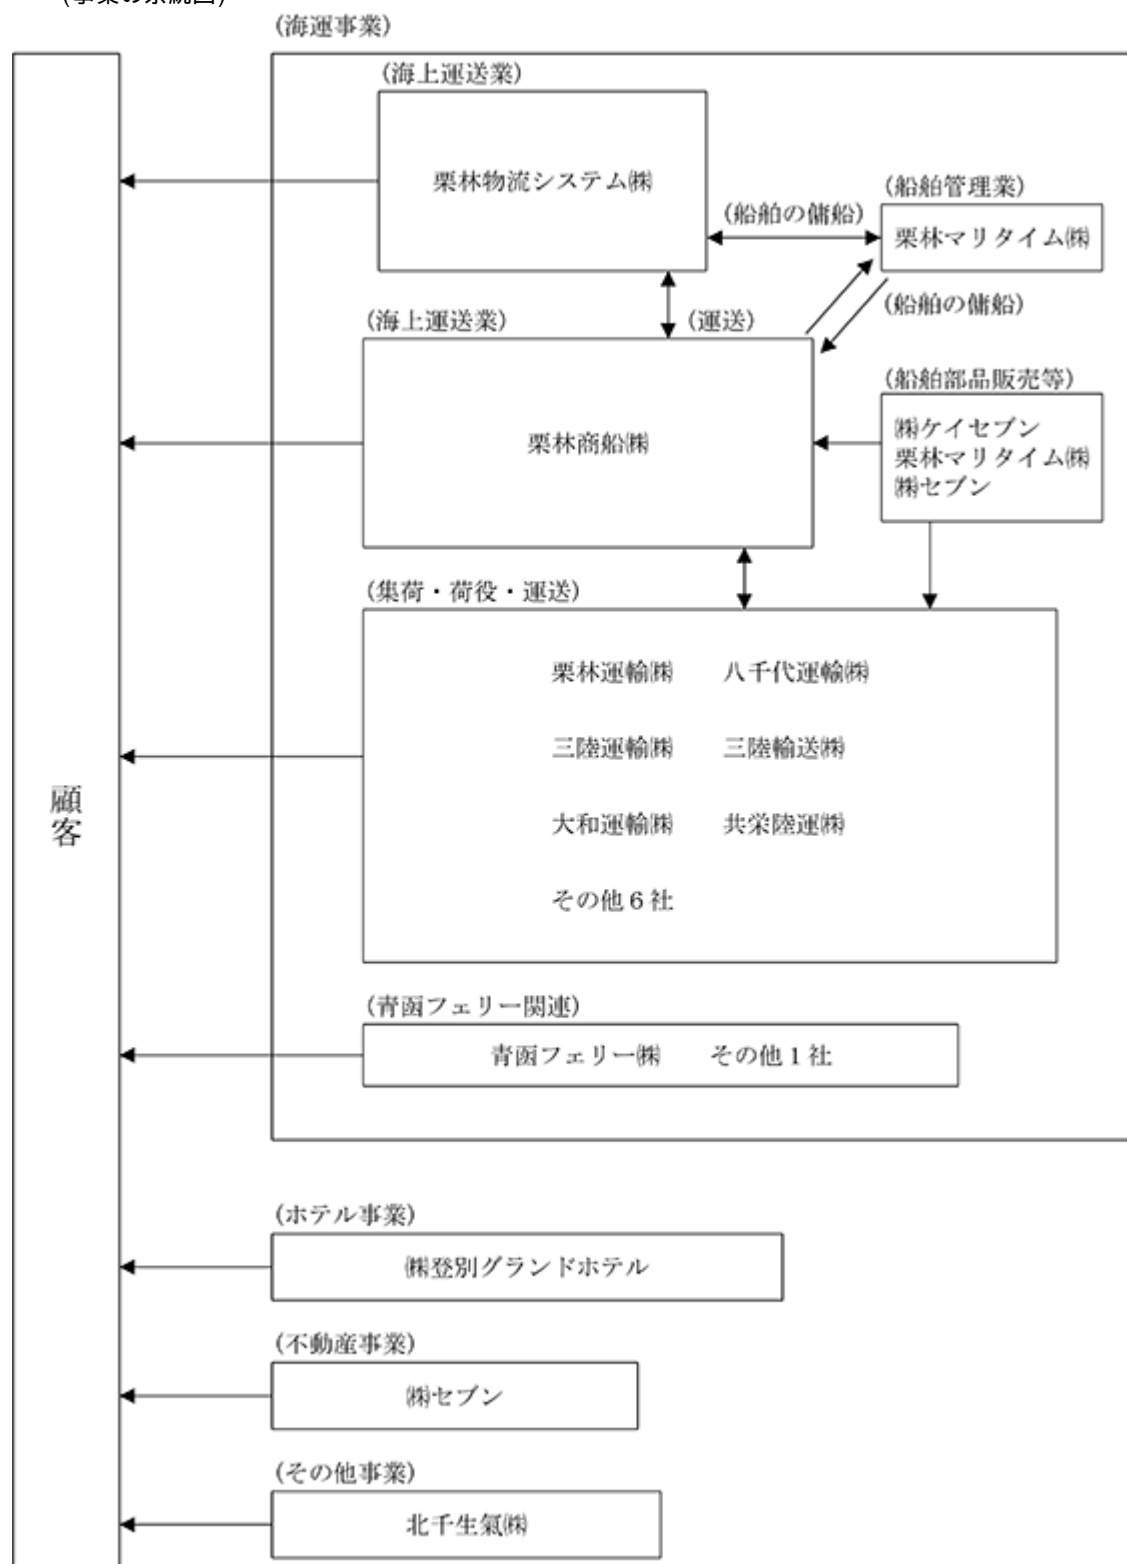 (事業の系統図)
(海運事業)
(海上運送業)
栗林物流システム㈱
(船舶管理業)
(船舶の傭船)
栗林マリタイム㈱
(船舶の傭船)
(海上運送業)
(運送)
(船舶部品販売等)
栗林商船㈱
㈱ケイセブン
栗林マリタイム㈱
㈱セブン
(集荷・荷役・運送)
栗林運輸㈱ 八千代運輸㈱
三陸運輸㈱ 三陸輸送㈱
大和運輸㈱ 共栄陸運㈱
その他6社
顧客
(青函フェリー関連)
青函フェリー㈱ その他1社
(ホテル事業)
㈱登別グランドホテル
(不動産事業)
㈱セブン
(その他事業)
北千生氣㈱